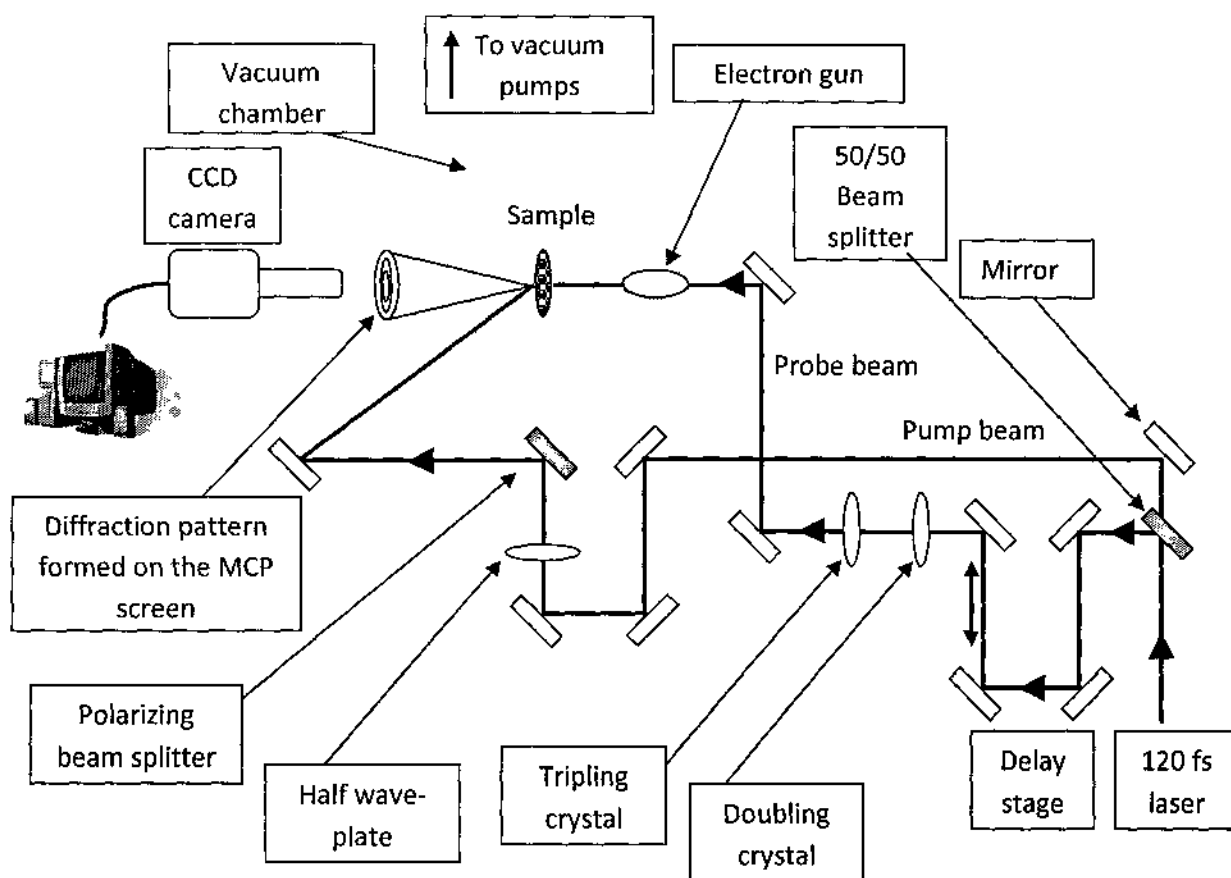 To vacuum
pumps
Electron gun
Vacuum
chamber
50/50
Beam
splitter
CCD
camera
Sample
Mirror
Probe beam
Pump beam
Diffraction pattern
formed on the MCP
screen
Polarizing
beam splitter
Half wave-
plate
Tripling
crystal
Doubling
crystal
Delay
stage
120 fs
laser